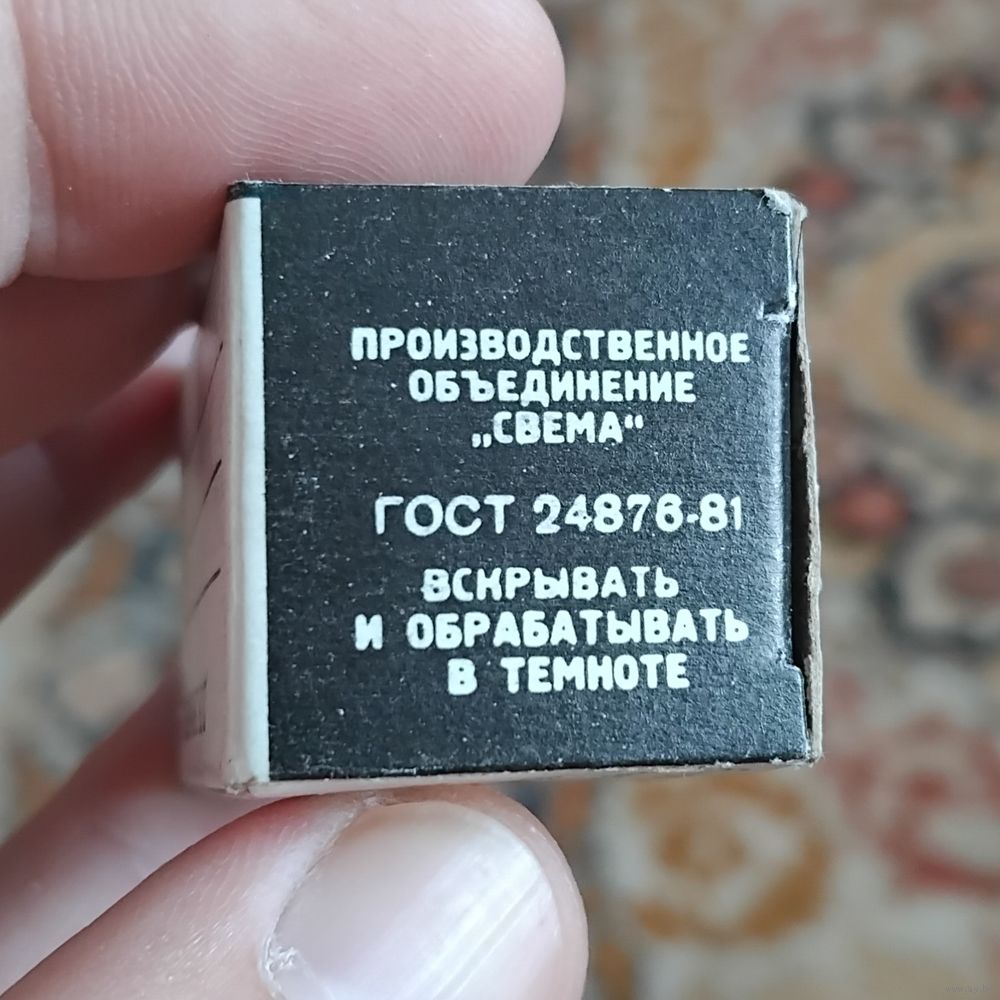 ПРОИЗВОДСТВЕННОЕ
ОБЪЕДИНЕНИЕ
„СВЕМА“
ГОСТ 24876-81
ВСКРЫВАТЬ
И ОБРАБАТЫВАТЬ
В ТЕМНОТЕ